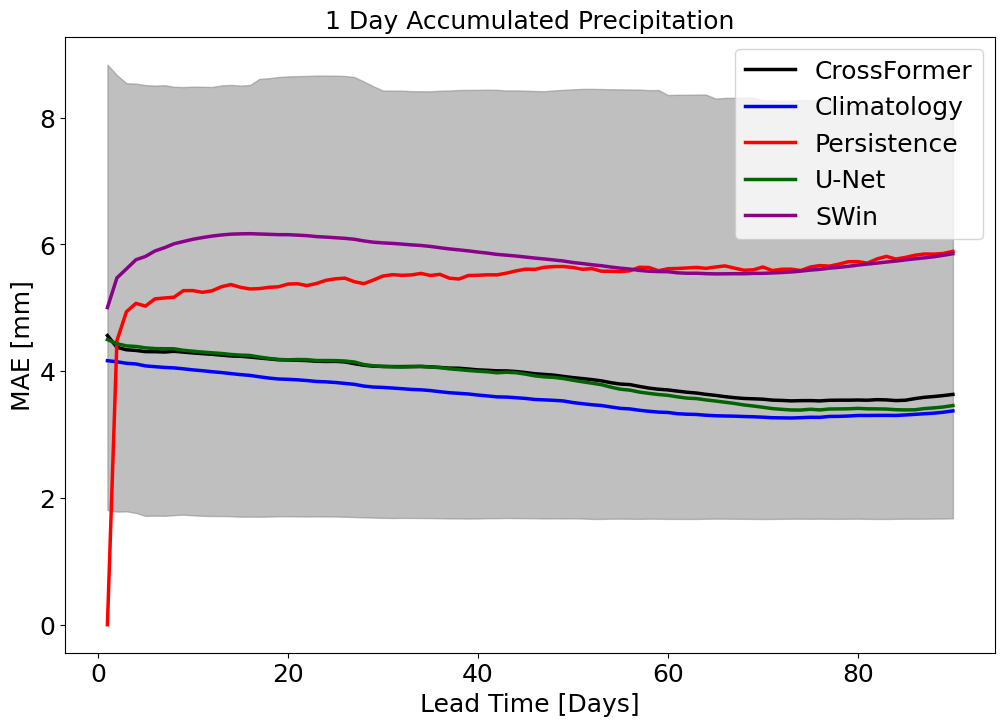 1 Day Accumulated Precipitation
CrossFormer
Climatology
Persistence
U-Net
SWin
MAE [mm]
8
6
4
2
0
0 20 40 60 80
Lead Time [Days]